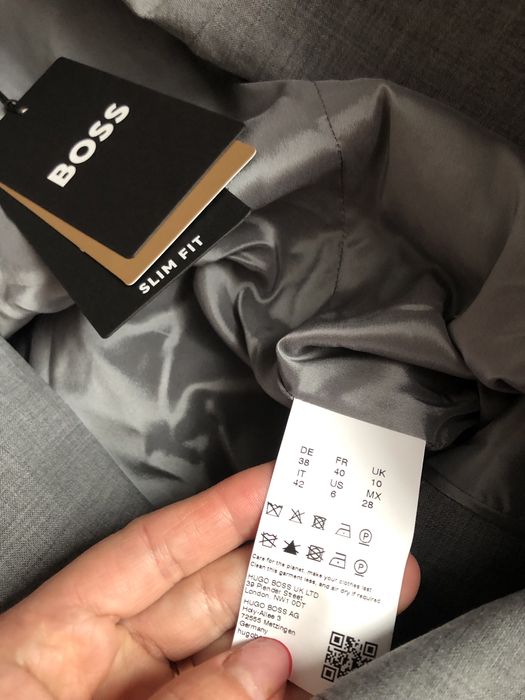 BOSS
SLIM FIT
DE FR UK
38 40 10
IT US MX
42 6 28
Care for the planet, make your clothes last
Clean this garment less, and air dry if required
HUGO BOSS UK LTD
39 Plender Street
London, NW1 0DT
HUGO BOSS AG
Holy-Allee 3
72555 Metzingen
Germany
hugob